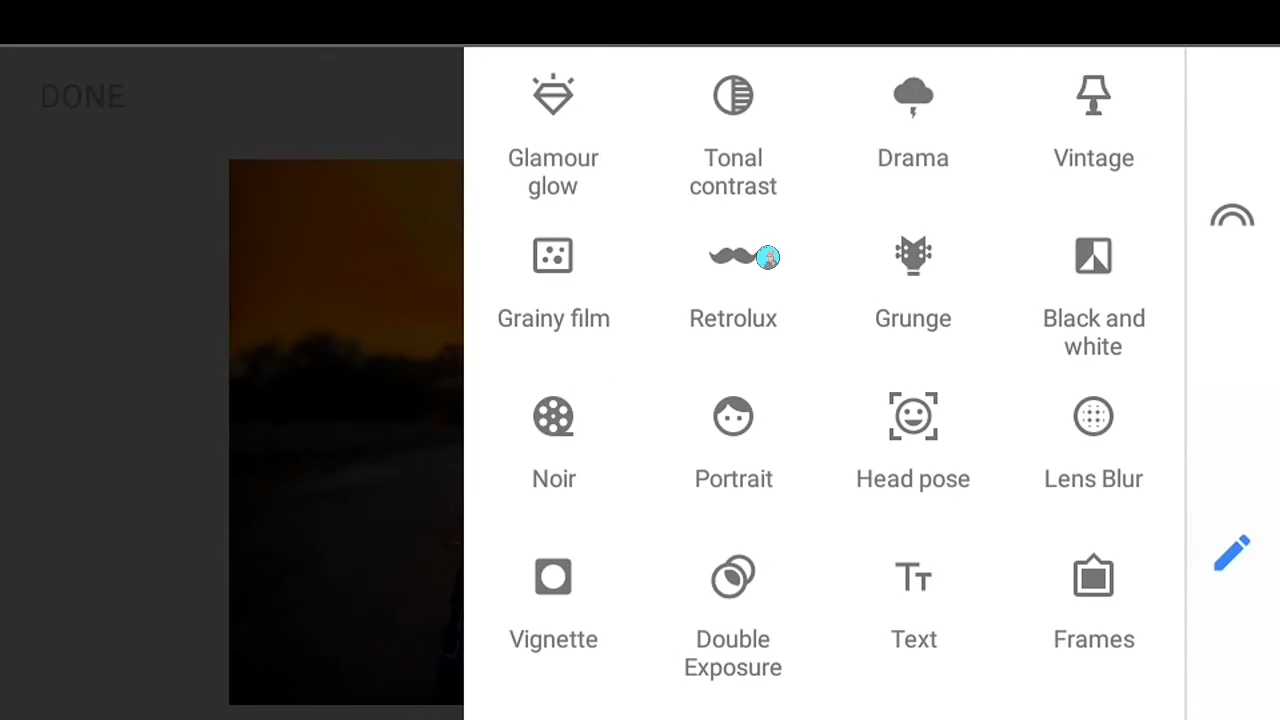 DONE
Glamour
glow
Tonal
contrast
Drama
Vintage
Grainy film
Retrolux
Grunge
Black and
white
Noir
Portrait
Head pose
Lens Blur
Vignette
Double
Exposure
Text
Frames